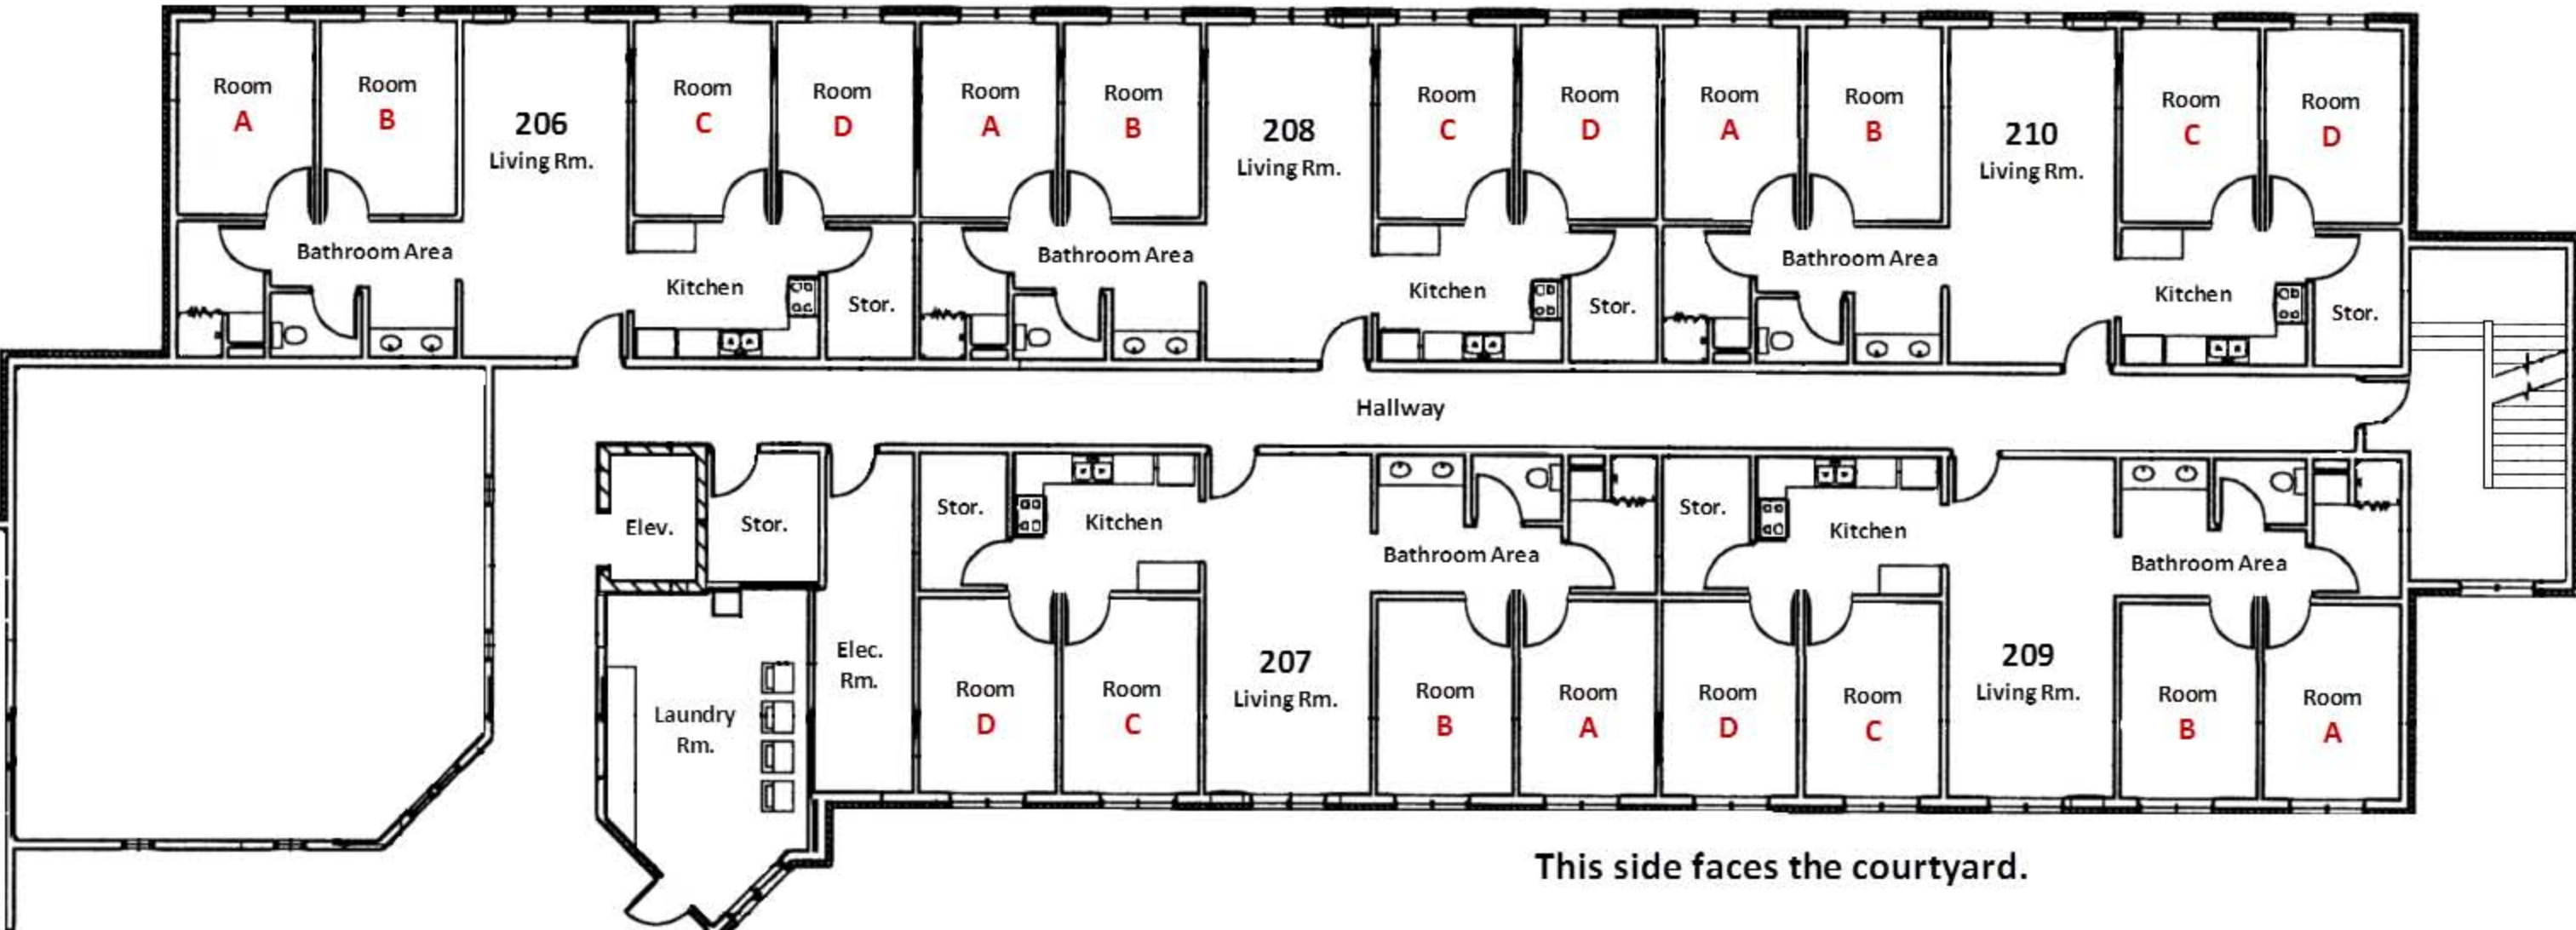 Room
A
Room
B
206
Living Rm.
Room
C
Room
D
Bathroom Area
Kitchen
Stor.
Room
A
Room
B
208
Living Rm.
Room
C
Room
D
Bathroom Area
Kitchen
Stor.
Room
A
Room
B
210
Living Rm.
Room
C
Room
D
Bathroom Area
Kitchen
Stor.
Hallway
Elev.
Stor.
Elec.
Rm.
Laundry
Rm.
Stor.
Kitchen
Bathroom Area
Room
D
Room
C
207
Living Rm.
Room
B
Room
A
Stor.
Kitchen
Bathroom Area
Room
D
Room
C
209
Living Rm.
Room
B
Room
A
This side faces the courtyard.